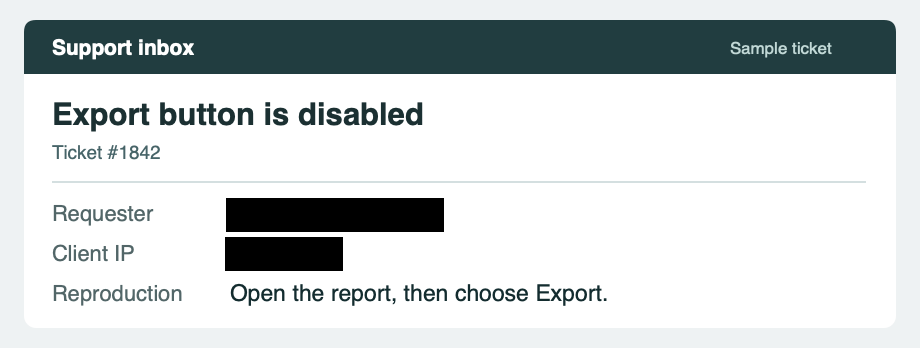 Support inbox
Sample ticket
Export button is disabled
Ticket #1842
Requester
Client IP
Reproduction Open the report, then choose Export.